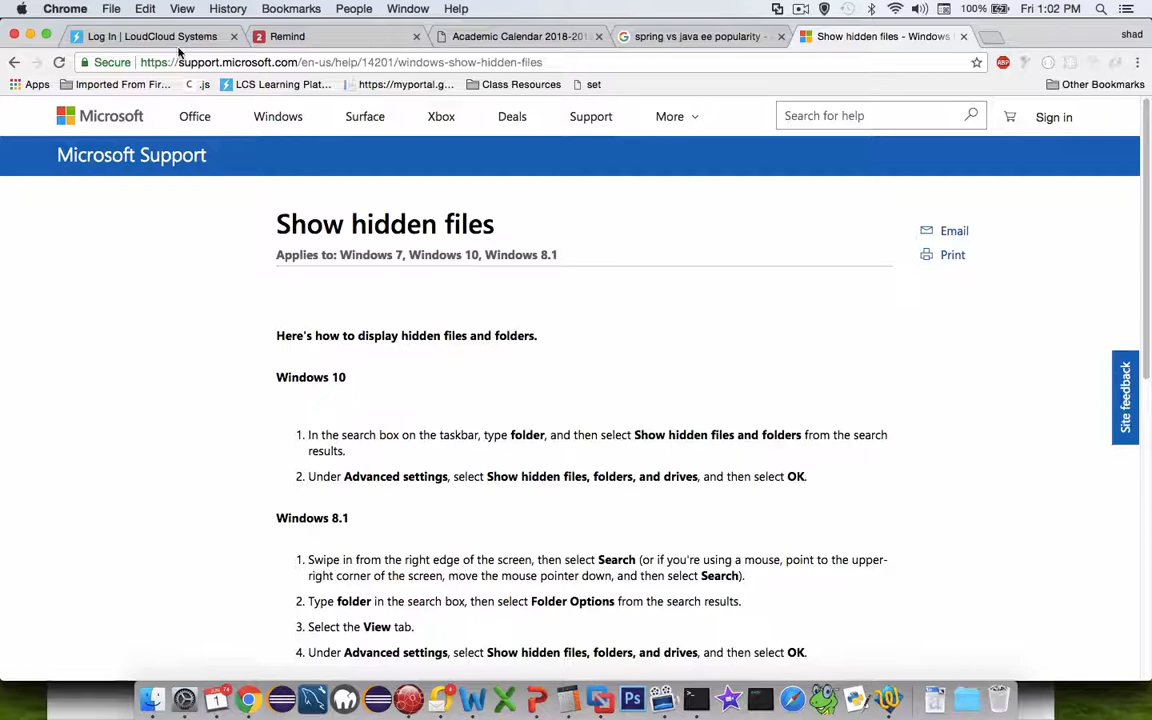 Chrome File Edit View History Bookmarks People Window Help 100% Fri 1:02 PM
Log In | LoudCloud Systems
2 Remind
Academic Calendar 2018-201
spring vs java ee popularity -
Show hidden files - Windows
shad
Secure https://support.microsoft.com/en-us/help/14201/windows-show-hidden-files
ABP
Apps Imported From Fir... C .js LCS Learning Plat... https://myportal.g... Class Resources set Other Bookmarks
Microsoft Office Windows Surface Xbox Deals Support More Search for help Sign in
Microsoft Support
Show hidden files
Applies to: Windows 7, Windows 10, Windows 8.1
Email
Print
Here's how to display hidden files and folders.
Windows 10
1. In the search box on the taskbar, type folder, and then select Show hidden files and folders from the search
results.
2. Under Advanced settings, select Show hidden files, folders, and drives, and then select OK.
Windows 8.1
1. Swipe in from the right edge of the screen, then select Search (or if you're using a mouse, point to the upper-
right corner of the screen, move the mouse pointer down, and then select Search).
2. Type folder in the search box, then select Folder Options from the search results.
3. Select the View tab.
4. Under Advanced settings, select Show hidden files, folders, and drives, and then select OK.
Site feedback